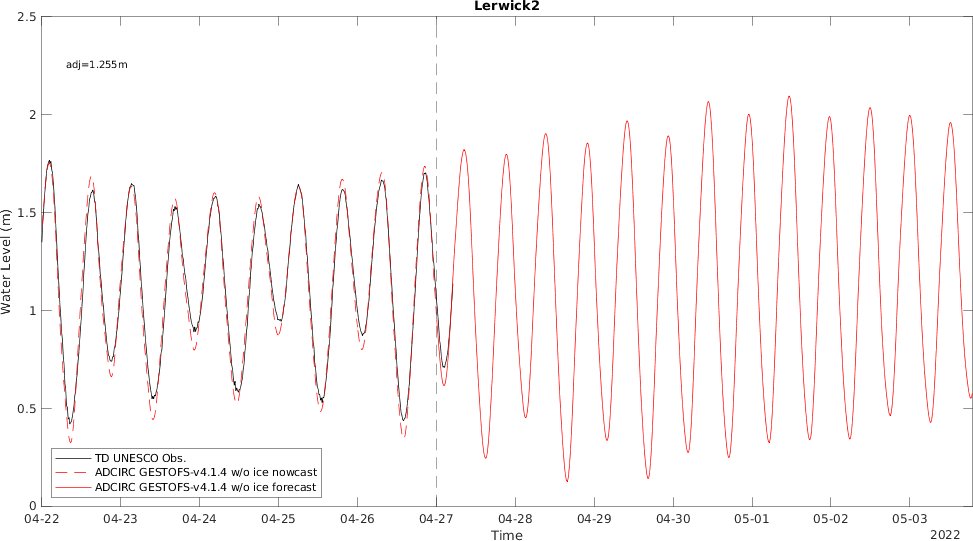 Lerwick2
2.5
adj=1.255m
2
1.5
1
0.5
0
Water Level (m)
TD UNESCO Obs.
ADCIRC GESTOFS-v4.1.4 w/o ice nowcast
ADCIRC GESTOFS-v4.1.4 w/o ice forecast
04-22 04-23 04-24 04-25 04-26 04-27 04-28 04-29 04-30 05-01 05-02 05-03
Time
2022